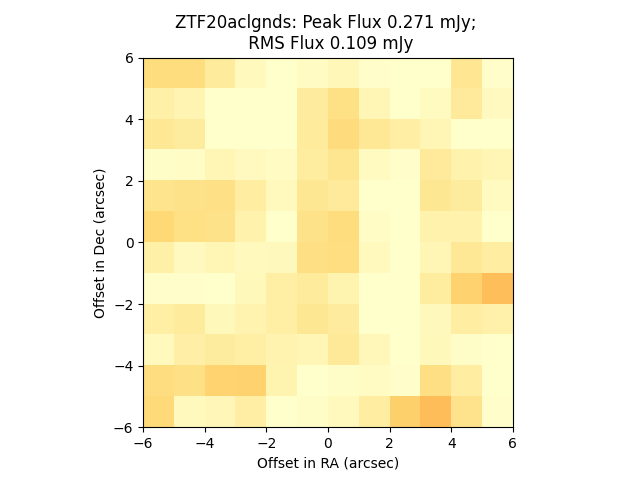 ZTF20aclgnds: Peak Flux 0.271 mJy;
RMS Flux 0.109 mJy
6
4
2
0
−2
−4
−6
Offset in Dec (arcsec)
−6 −4 −2 0 2 4 6
Offset in RA (arcsec)